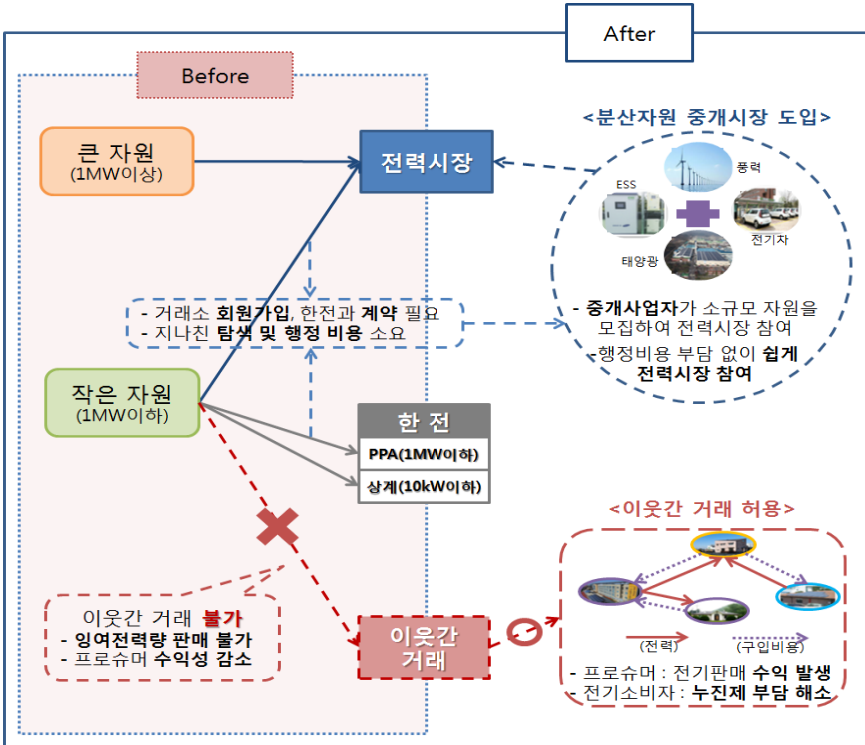 After
Before
큰 자원
(1MW이상)
전력시장
<분산자원 중개시장 도입>
풍력
ESS
전기차
태양광
- 중개사업자가 소규모 자원을
모집하여 전력시장 참여
-행정비용 부담 없이 쉽게
전력시장 참여
- 거래소 회원가입, 한전과 계약 필요
- 지나친 탐색 및 행정 비용 소요
작은 자원
(1MW이하)
한 전
PPA(1MW이하)
상계(10kW이하)
이웃간 거래 불가
- 잉여전력량 판매 불가
- 프로슈머 수익성 감소
이웃간
거래
<이웃간 거래 허용>
(전력)
(구입비용)
- 프로슈머 : 전기판매 수익 발생
- 전기소비자 : 누진제 부담 해소